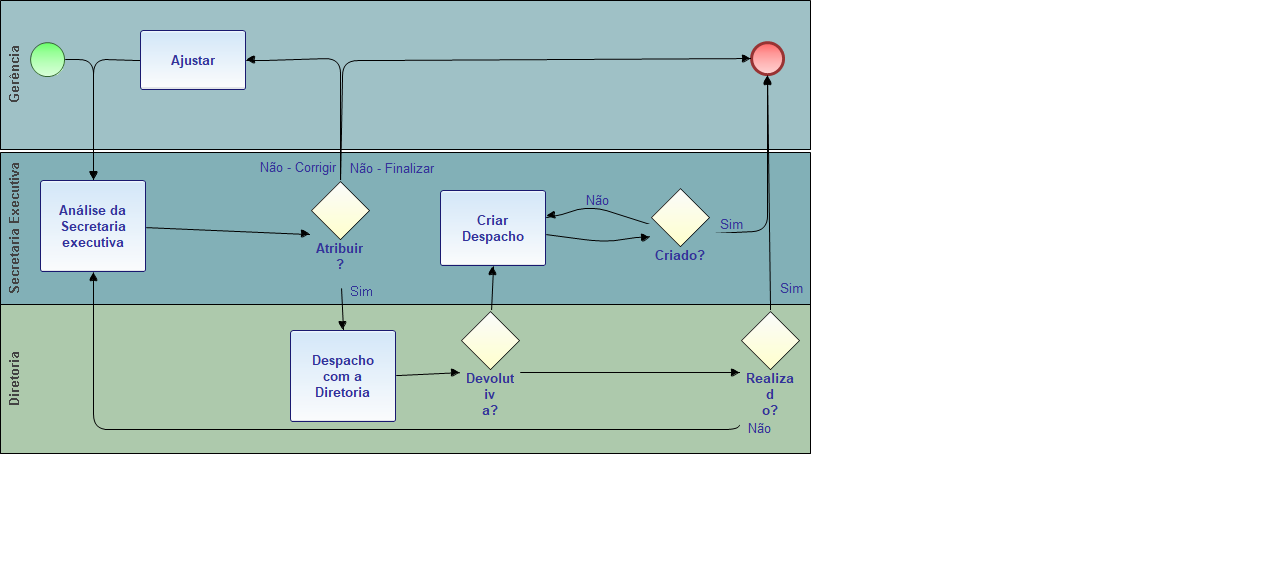 Gerência
Ajustar
Secretaria Executiva
Não - Corrigir
Não - Finalizar
Análise da
Secretaria
executiva
Atribuir
?
Criar
Despacho
Não
Criado?
Sim
Sim
Sim
Diretoria
Despacho
com a
Diretoria
Devolut
iv
a?
Realiza
d
o?
Não